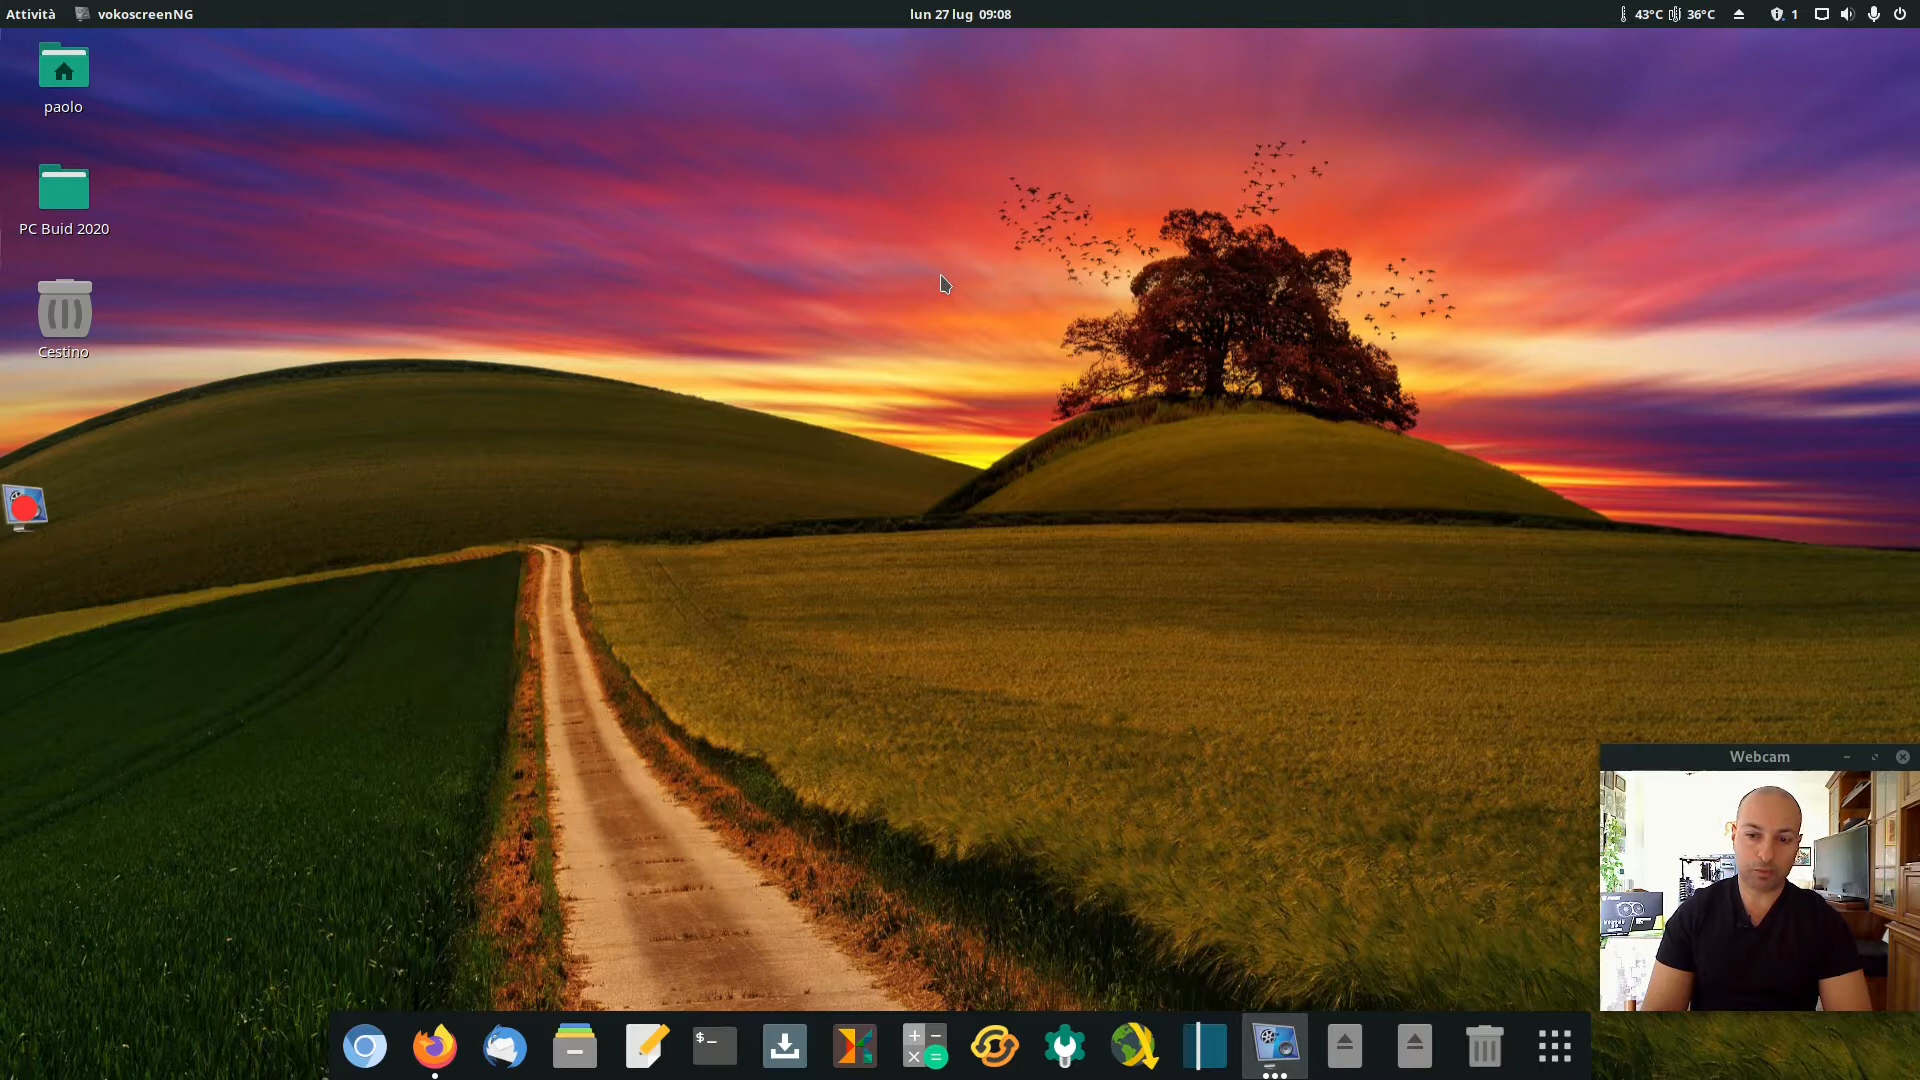 Attività vokoscreenNG lun 27 lug 09:08 43°C 36°C 1
paolo
PC Buid 2020
Cestino
Webcam
$_